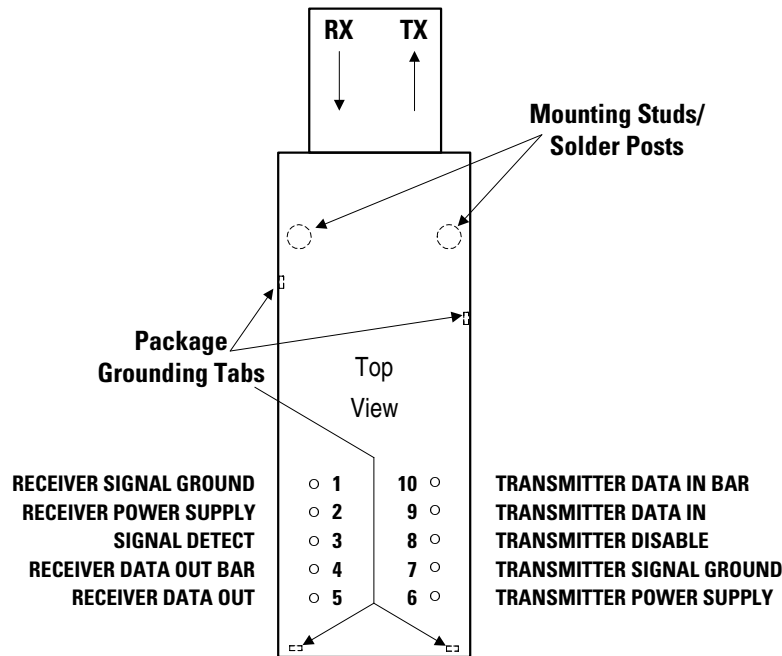 RX TX
Mounting Studs/
Solder Posts
Package
Grounding Tabs
Top
View
RECEIVER SIGNAL GROUND 1 10 TRANSMITTER DATA IN BAR
RECEIVER POWER SUPPLY 2 9 TRANSMITTER DATA IN
SIGNAL DETECT 3 8 TRANSMITTER DISABLE
RECEIVER DATA OUT BAR 4 7 TRANSMITTER SIGNAL GROUND
RECEIVER DATA OUT 5 6 TRANSMITTER POWER SUPPLY